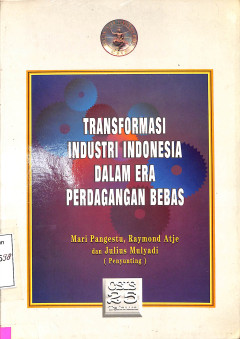 TRANSFORMASI
INDUSTRI INDONESIA
DALAM ERA
PERDAGANGAN BEBAS
Mari Pangestu, Raymond Atje
dan Julius Mulyadi
( Penyunting )
CSIS
25